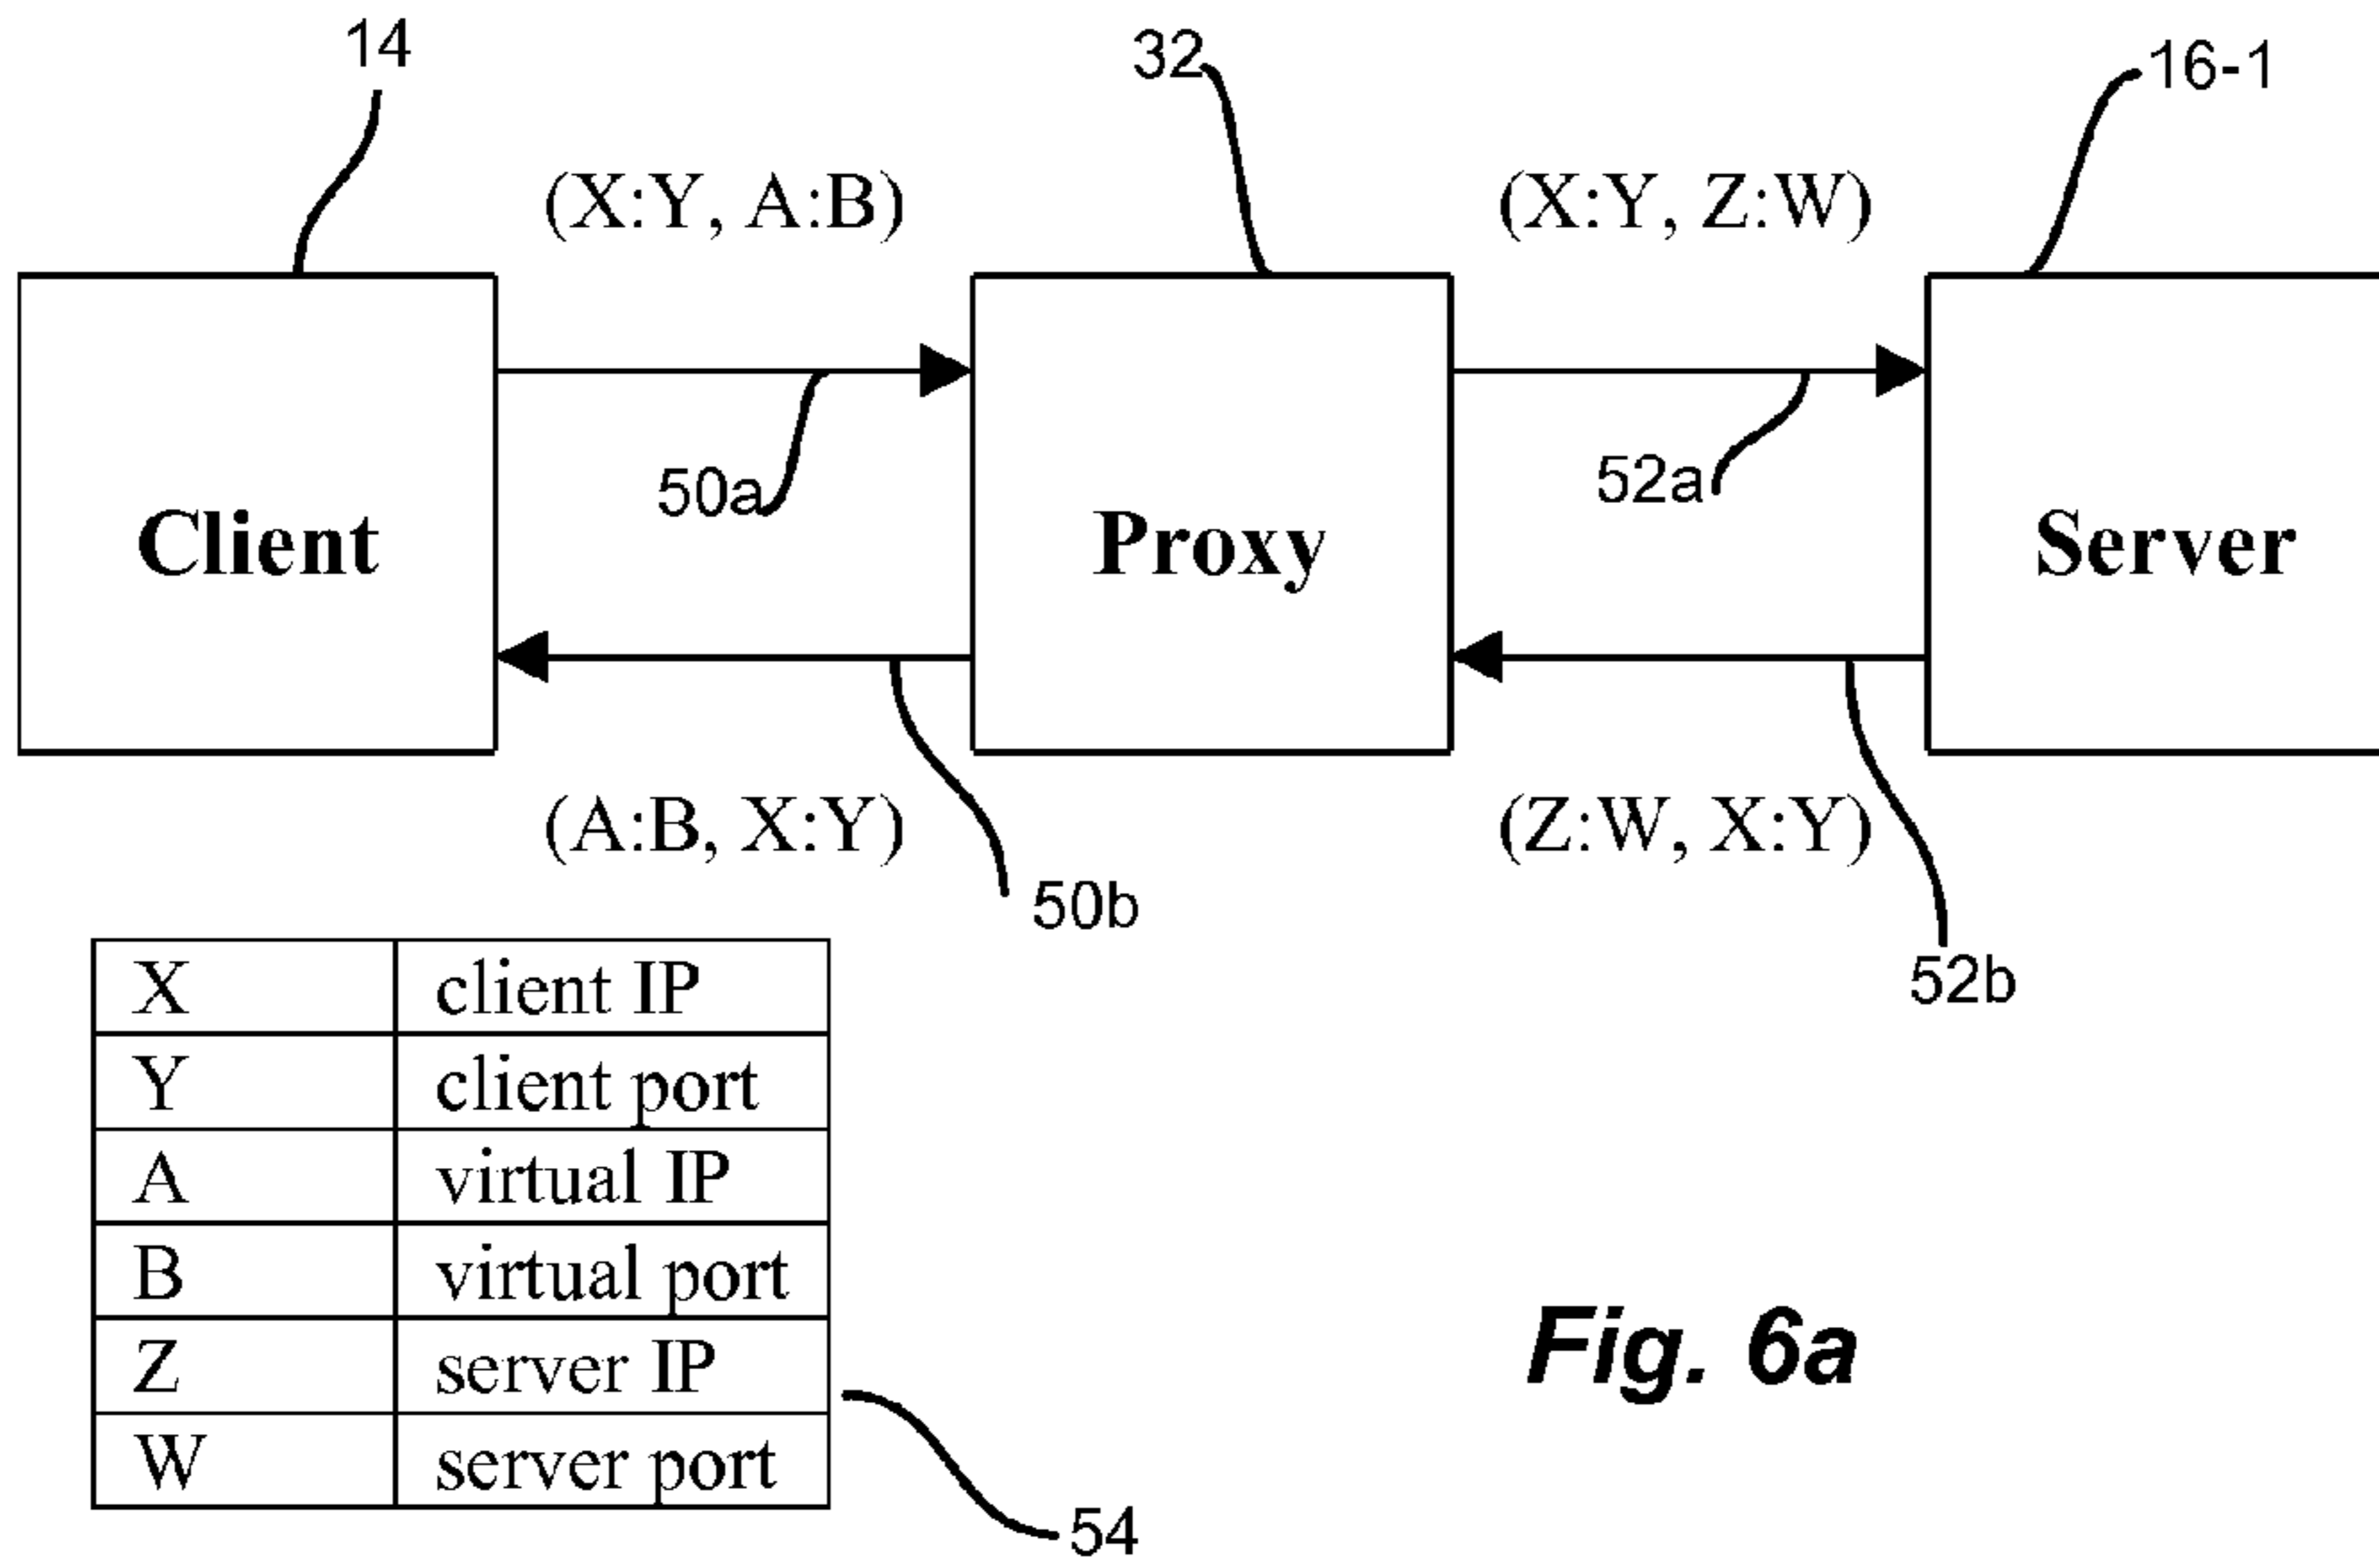 14
32
16-1
(X:Y, A:B)
(X:Y, Z:W)
50a
52a
Client
Proxy
Server
(A:B, X:Y)
(Z:W, X:Y)
50b
52b
X client IP
Y client port
A virtual IP
B virtual port
Z server IP
W server port
54
Fig. 6a